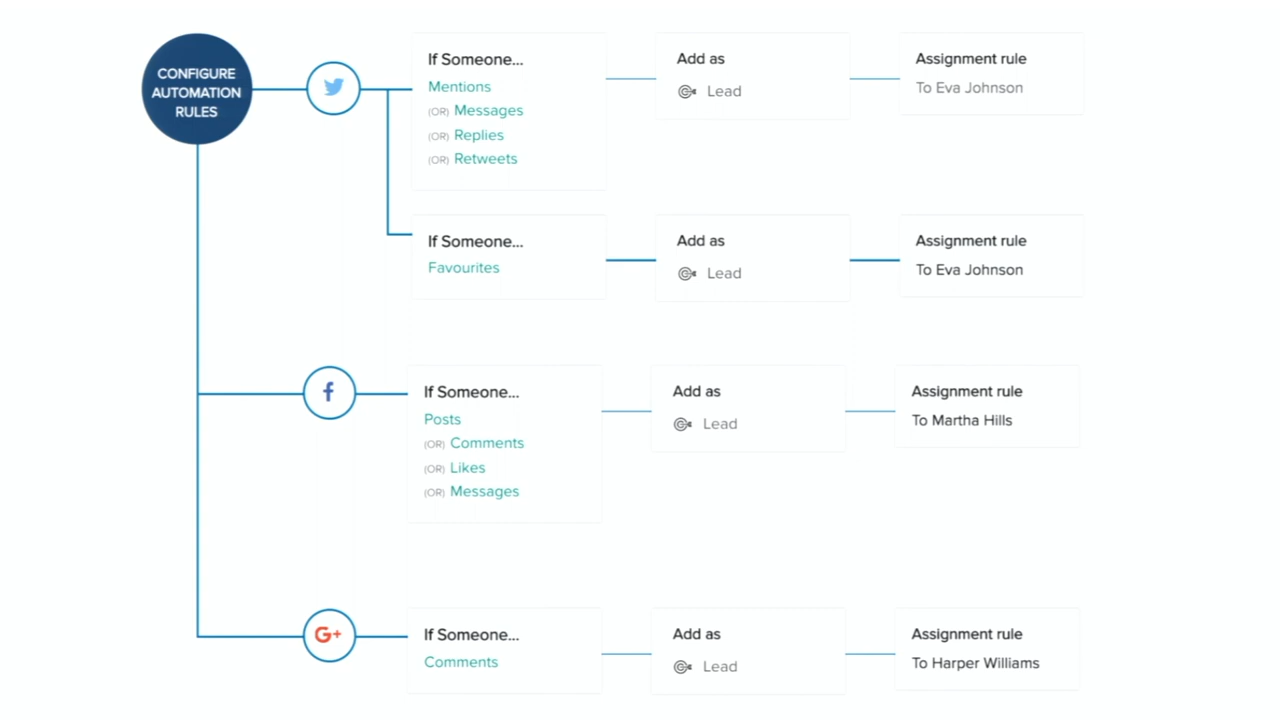 CONFIGURE
AUTOMATION
RULES
If Someone...
Mentions
(OR) Messages
(OR) Replies
(OR) Retweets
Add as
Lead
Assignment rule
To Eva Johnson
If Someone...
Favourites
Add as
Lead
Assignment rule
To Eva Johnson
If Someone...
Posts
(OR) Comments
(OR) Likes
(OR) Messages
Add as
Lead
Assignment rule
To Martha Hills
G+
If Someone...
Comments
Add as
Lead
Assignment rule
To Harper Williams